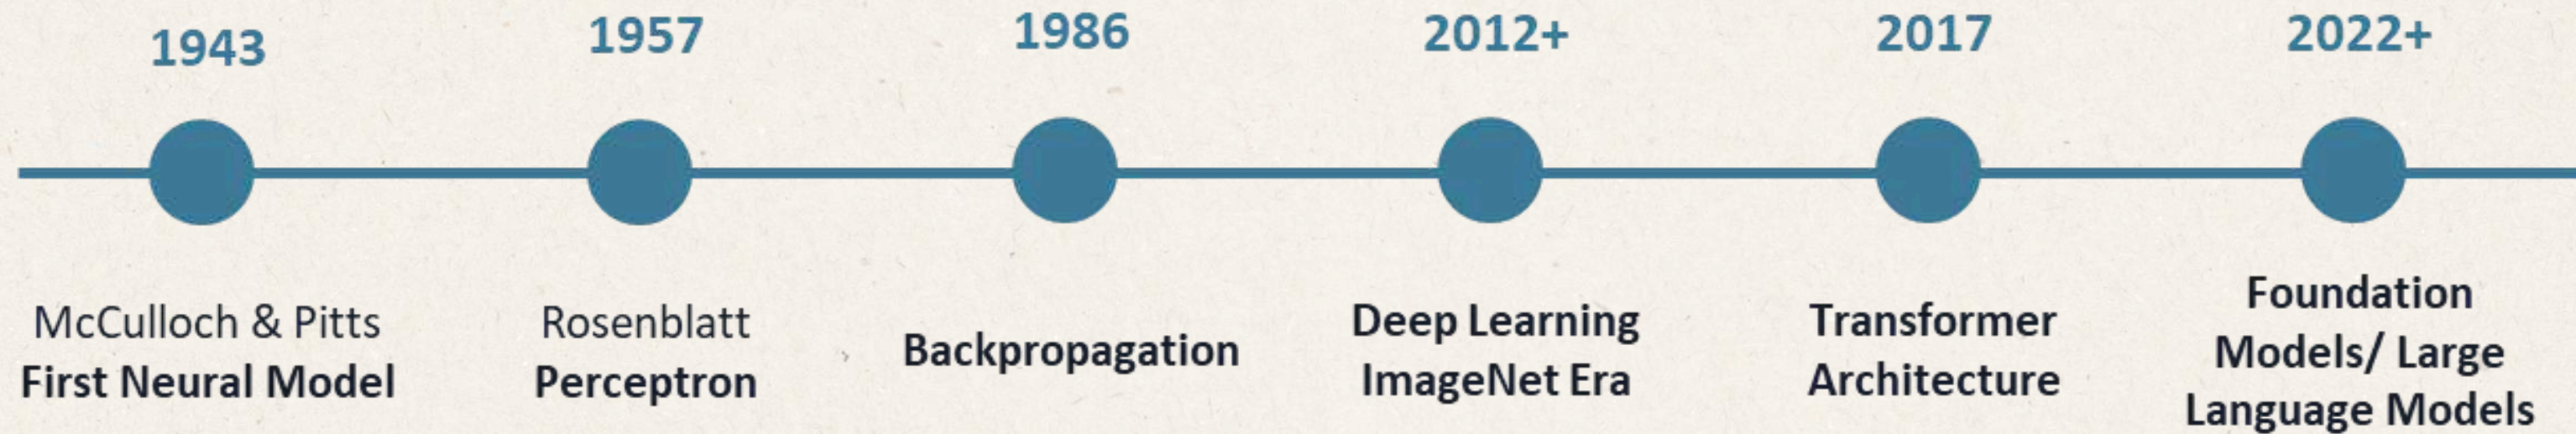 1943
McCulloch & Pitts
First Neural Model
1957
Rosenblatt
Perceptron
1986
Backpropagation
2012+
Deep Learning
ImageNet Era
2017
Transformer
Architecture
2022+
Foundation
Models/ Large
Language Models